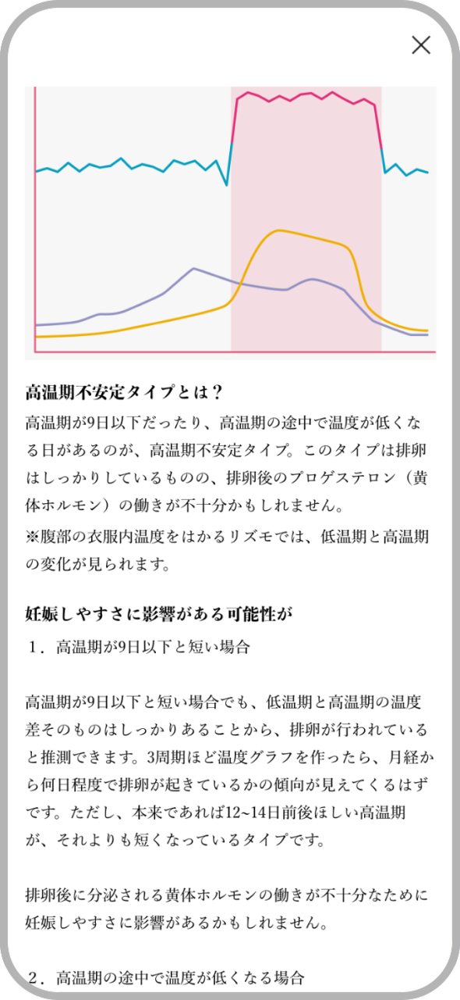 高温期不安定タイプとは？
高温期が9日以下だったり、高温期の途中で温度が低くな
る日があるのが、高温期不安定タイプ。このタイプは排卵
はしっかりしているものの、排卵後のプロゲステロン（黄
体ホルモン）の働きが不十分かもしれません。
※腹部の衣服内温度をはかるリズモでは、低温期と高温期
の変化が見られます。
妊娠しやすさに影響がある可能性が
１．高温期が9日以下と短い場合
高温期が9日以下と短い場合でも、低温期と高温期の温度
差そのものはしっかりあることから、排卵が行われている
と推測できます。3周期ほど温度グラフを作ったら、月経か
ら何日程度で排卵が起きているかの傾向が見えてくるはず
です。ただし、本来であれば12~14日前後ほしい高温期
が、それよりも短くなっているタイプです。
排卵後に分泌される黄体ホルモンの働きが不十分なために
妊娠しやすさに影響があるかもしれません。
２．高温期の途中で温度が低くなる場合